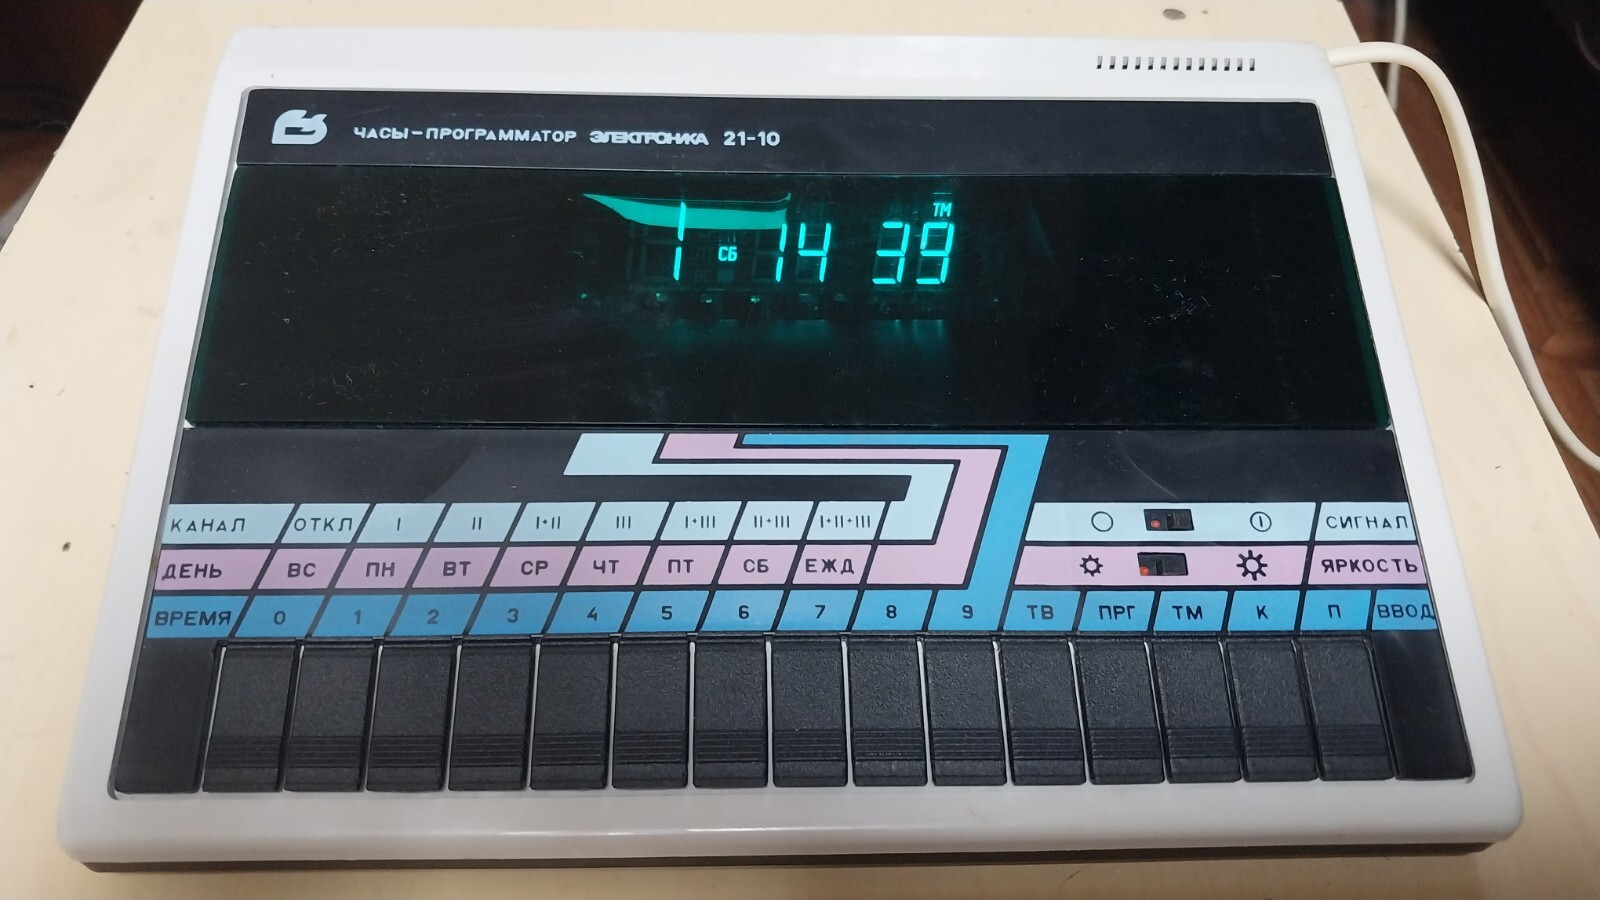 ЧАСЫ-ПРОГРАММАТОР ЭЛЕКТРОНИКА 21-10
ТМ
1 СБ 14 39
КАНАЛ ОТКЛ I II I+II III I+III II+III I+II+III СИГНАЛ
ДЕНЬ ВС ПН ВТ СР ЧТ ПТ СБ ЕЖД ЯРКОСТЬ
ВРЕМЯ 0 1 2 3 4 5 6 7 8 9 ТВ ПРГ ТМ К П ВВОД